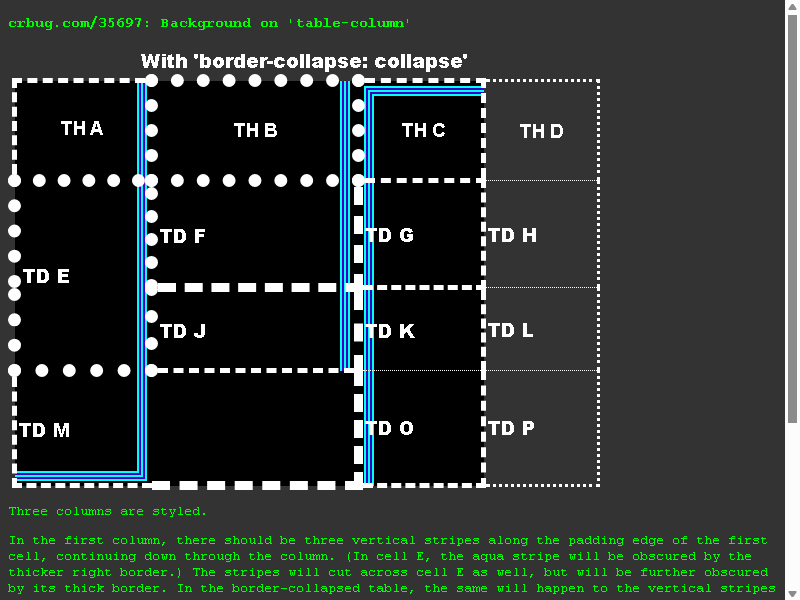 crbug.com/35697: Background on 'table-column'
With 'border-collapse: collapse'
TH A TH B TH C TH D
TD F TD G TD H
TD E
TD J TD K TD L
TD M TD O TD P
Three columns are styled.
In the first column, there should be three vertical stripes along the padding edge of the first
cell, continuing down through the column. (In cell E, the aqua stripe will be obscured by the
thicker right border.) The stripes will cut across cell E as well, but will be further obscured
by its thick border. In the border-collapsed table, the same will happen to the vertical stripes